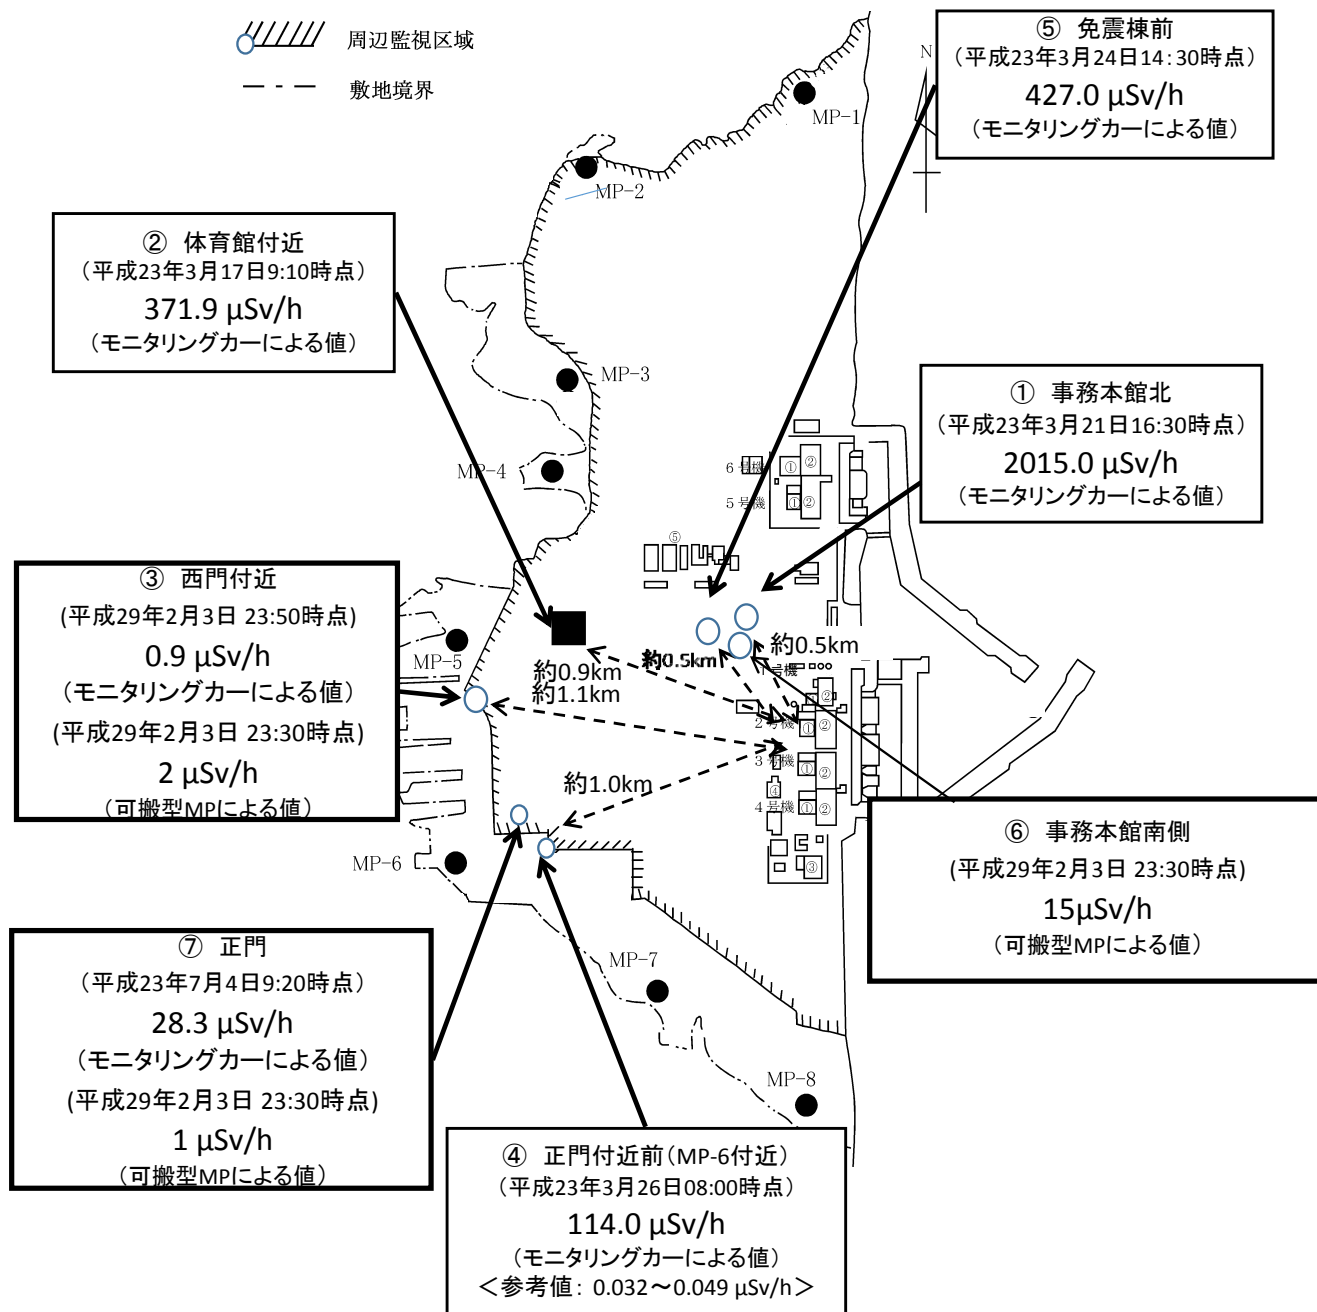 周辺監視区域
敷地境界
⑤ 免震棟前
（平成23年3月24日14:30時点）
427.0 μSv/h
（モニタリングカーによる値）
N
MP-1
MP-2
② 体育館付近
（平成23年3月17日9:10時点）
371.9 μSv/h
（モニタリングカーによる値）
MP-3
① 事務本館北
（平成23年3月21日16:30時点）
2015.0 μSv/h
（モニタリングカーによる値）
MP-4
6号機
①
②
5号機
①
②
⑤
③ 西門付近
(平成29年2月3日 23:50時点)
0.9 μSv/h
（モニタリングカーによる値）
(平成29年2月3日 23:30時点)
2 μSv/h
（可搬型MPによる値）
MP-5
約0.9km
約1.1km
約0.5km
約0.5km
1号機
②
2号機
①
②
3号機
①
②
④
4号機
①
②
③
約1.0km
⑥ 事務本館南側
(平成29年2月3日 23:30時点)
15μSv/h
（可搬型MPによる値）
MP-6
⑦ 正門
（平成23年7月4日9:20時点）
28.3 μSv/h
（モニタリングカーによる値）
(平成29年2月3日 23:30時点)
1 μSv/h
（可搬型MPによる値）
MP-7
MP-8
④ 正門付近前（MP-6付近）
（平成23年3月26日08:00時点）
114.0 μSv/h
（モニタリングカーによる値）
＜参考値: 0.032～0.049 μSv/h＞